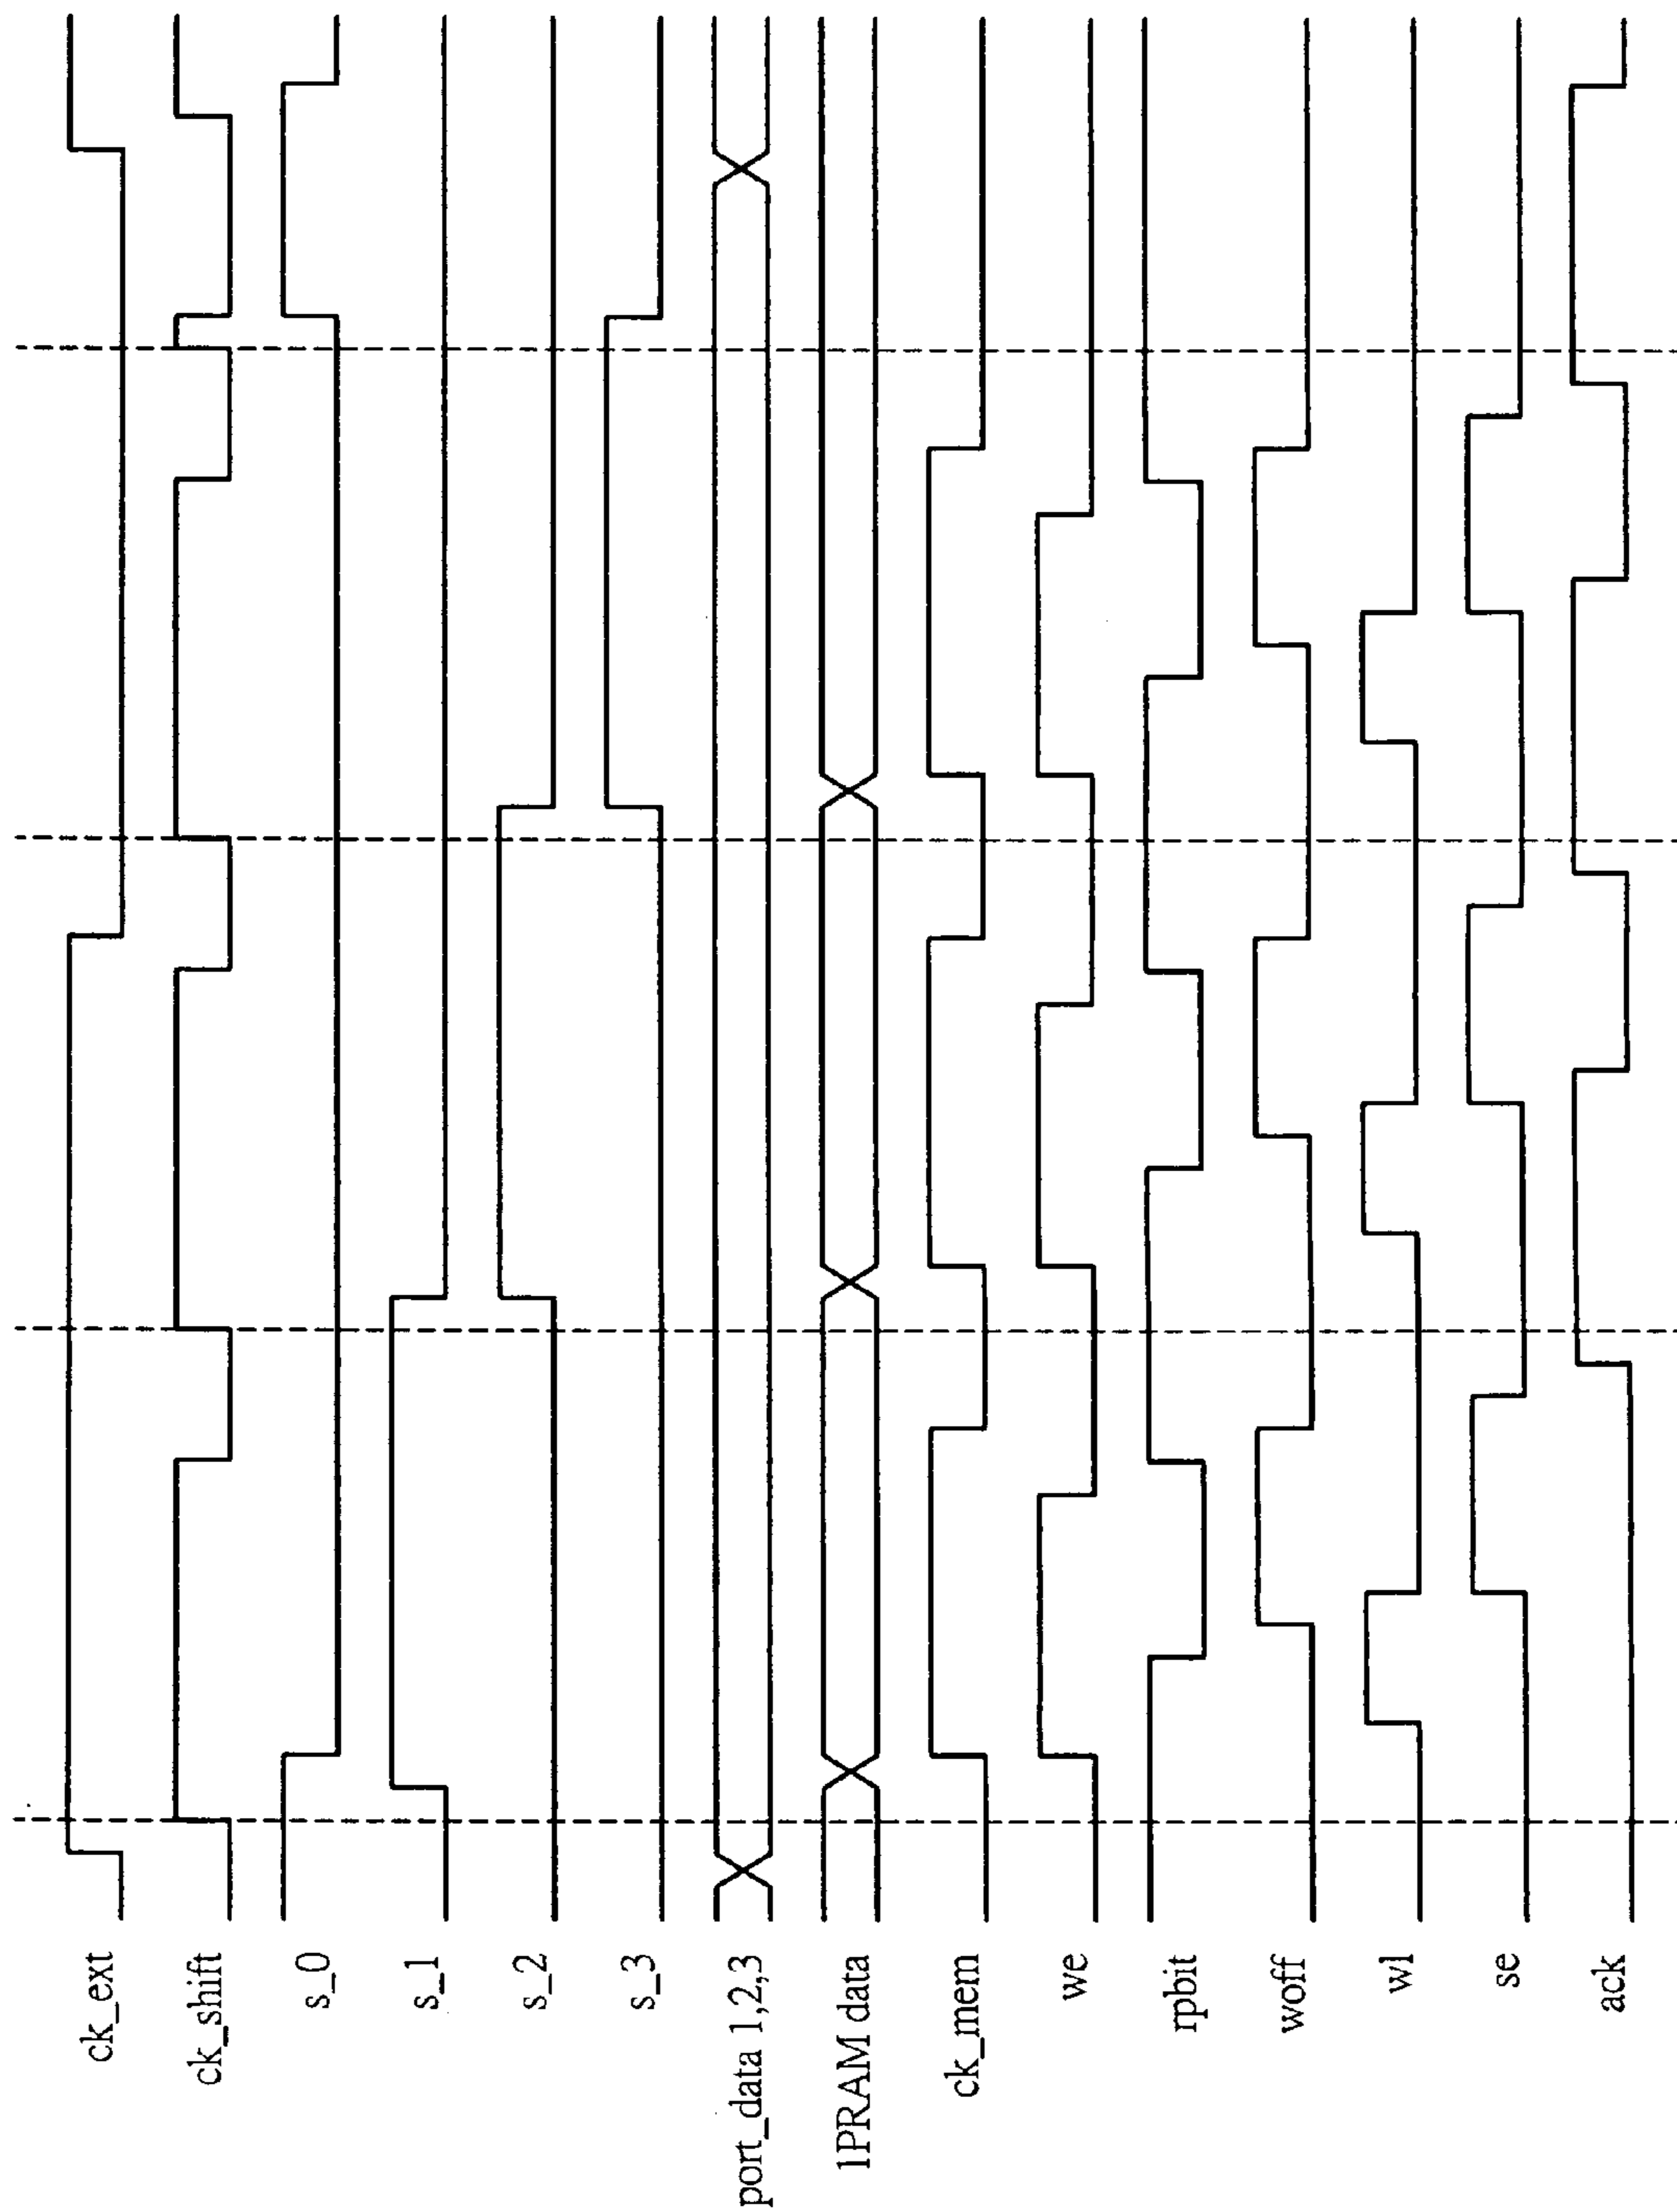 ck_ext
ck_shift
s_0
s_1
s_2
s_3
port_data 1,2,3
1PRAM data
ck_mem
we
rpbit
woff
wl
se
ack